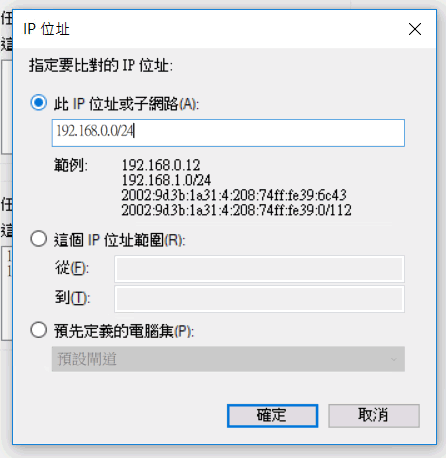 IP 位址
指定要比對的 IP 位址:
此 IP 位址或子網路(A):
192.168.0.0/24
範例:
192.168.0.12
192.168.1.0/24
2002:9d3b:1a31:4:208:74ff:fe39:6c43
2002:9d3b:1a31:4:208:74ff:fe39:0/112
這個 IP 位址範圍(R):
從(F):
到(T):
預先定義的電腦集(P):
預設閘道
確定
取消
任
這
任
這
1
1